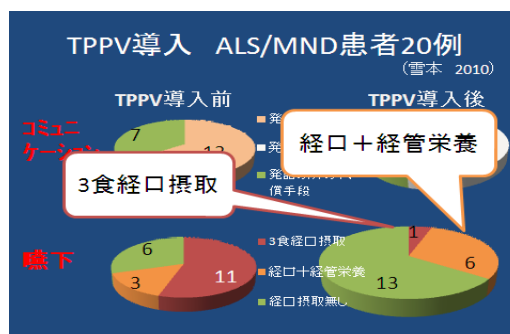 TPPV導入 ALS/MND患者20例
(雪本 2010)
TPPV導入前
TPPV導入後
コミュニ
ケーション
7
13
経口+経管栄養
償手段
3食経口摂取
嚥下
6
3
11
3食経口摂取
経口+経管栄養
経口摂取無し
1
6
13